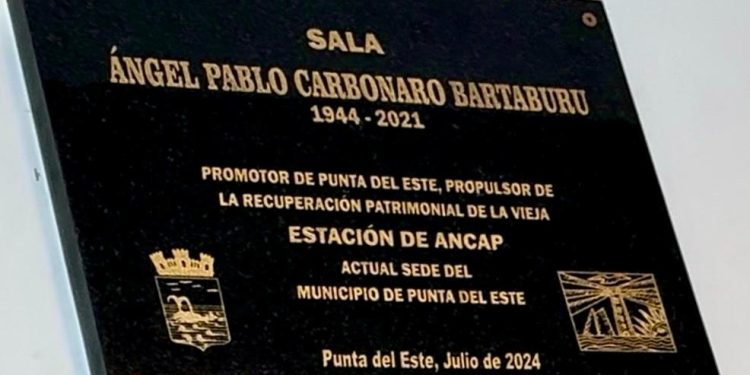 SALA
ÁNGEL PABLO CARBONARO BARTABURU
1944 - 2021
PROMOTOR DE PUNTA DEL ESTE, PROPULSOR DE
LA RECUPERACIÓN PATRIMONIAL DE LA VIEJA
ESTACIÓN DE ANCAP
ACTUAL SEDE DEL
MUNICIPIO DE PUNTA DEL ESTE
Punta del Este, Julio de 2024